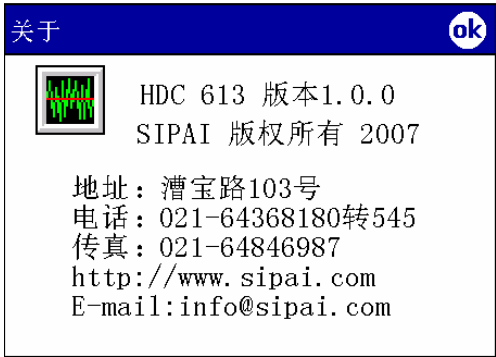 关于
ok
HDC 613 版本1.0.0
SIPAI 版权所有 2007
地址：漕宝路103号
电话：021-64368180转545
传真：021-64846987
http://www.sipai.com
E-mail:info@sipai.com